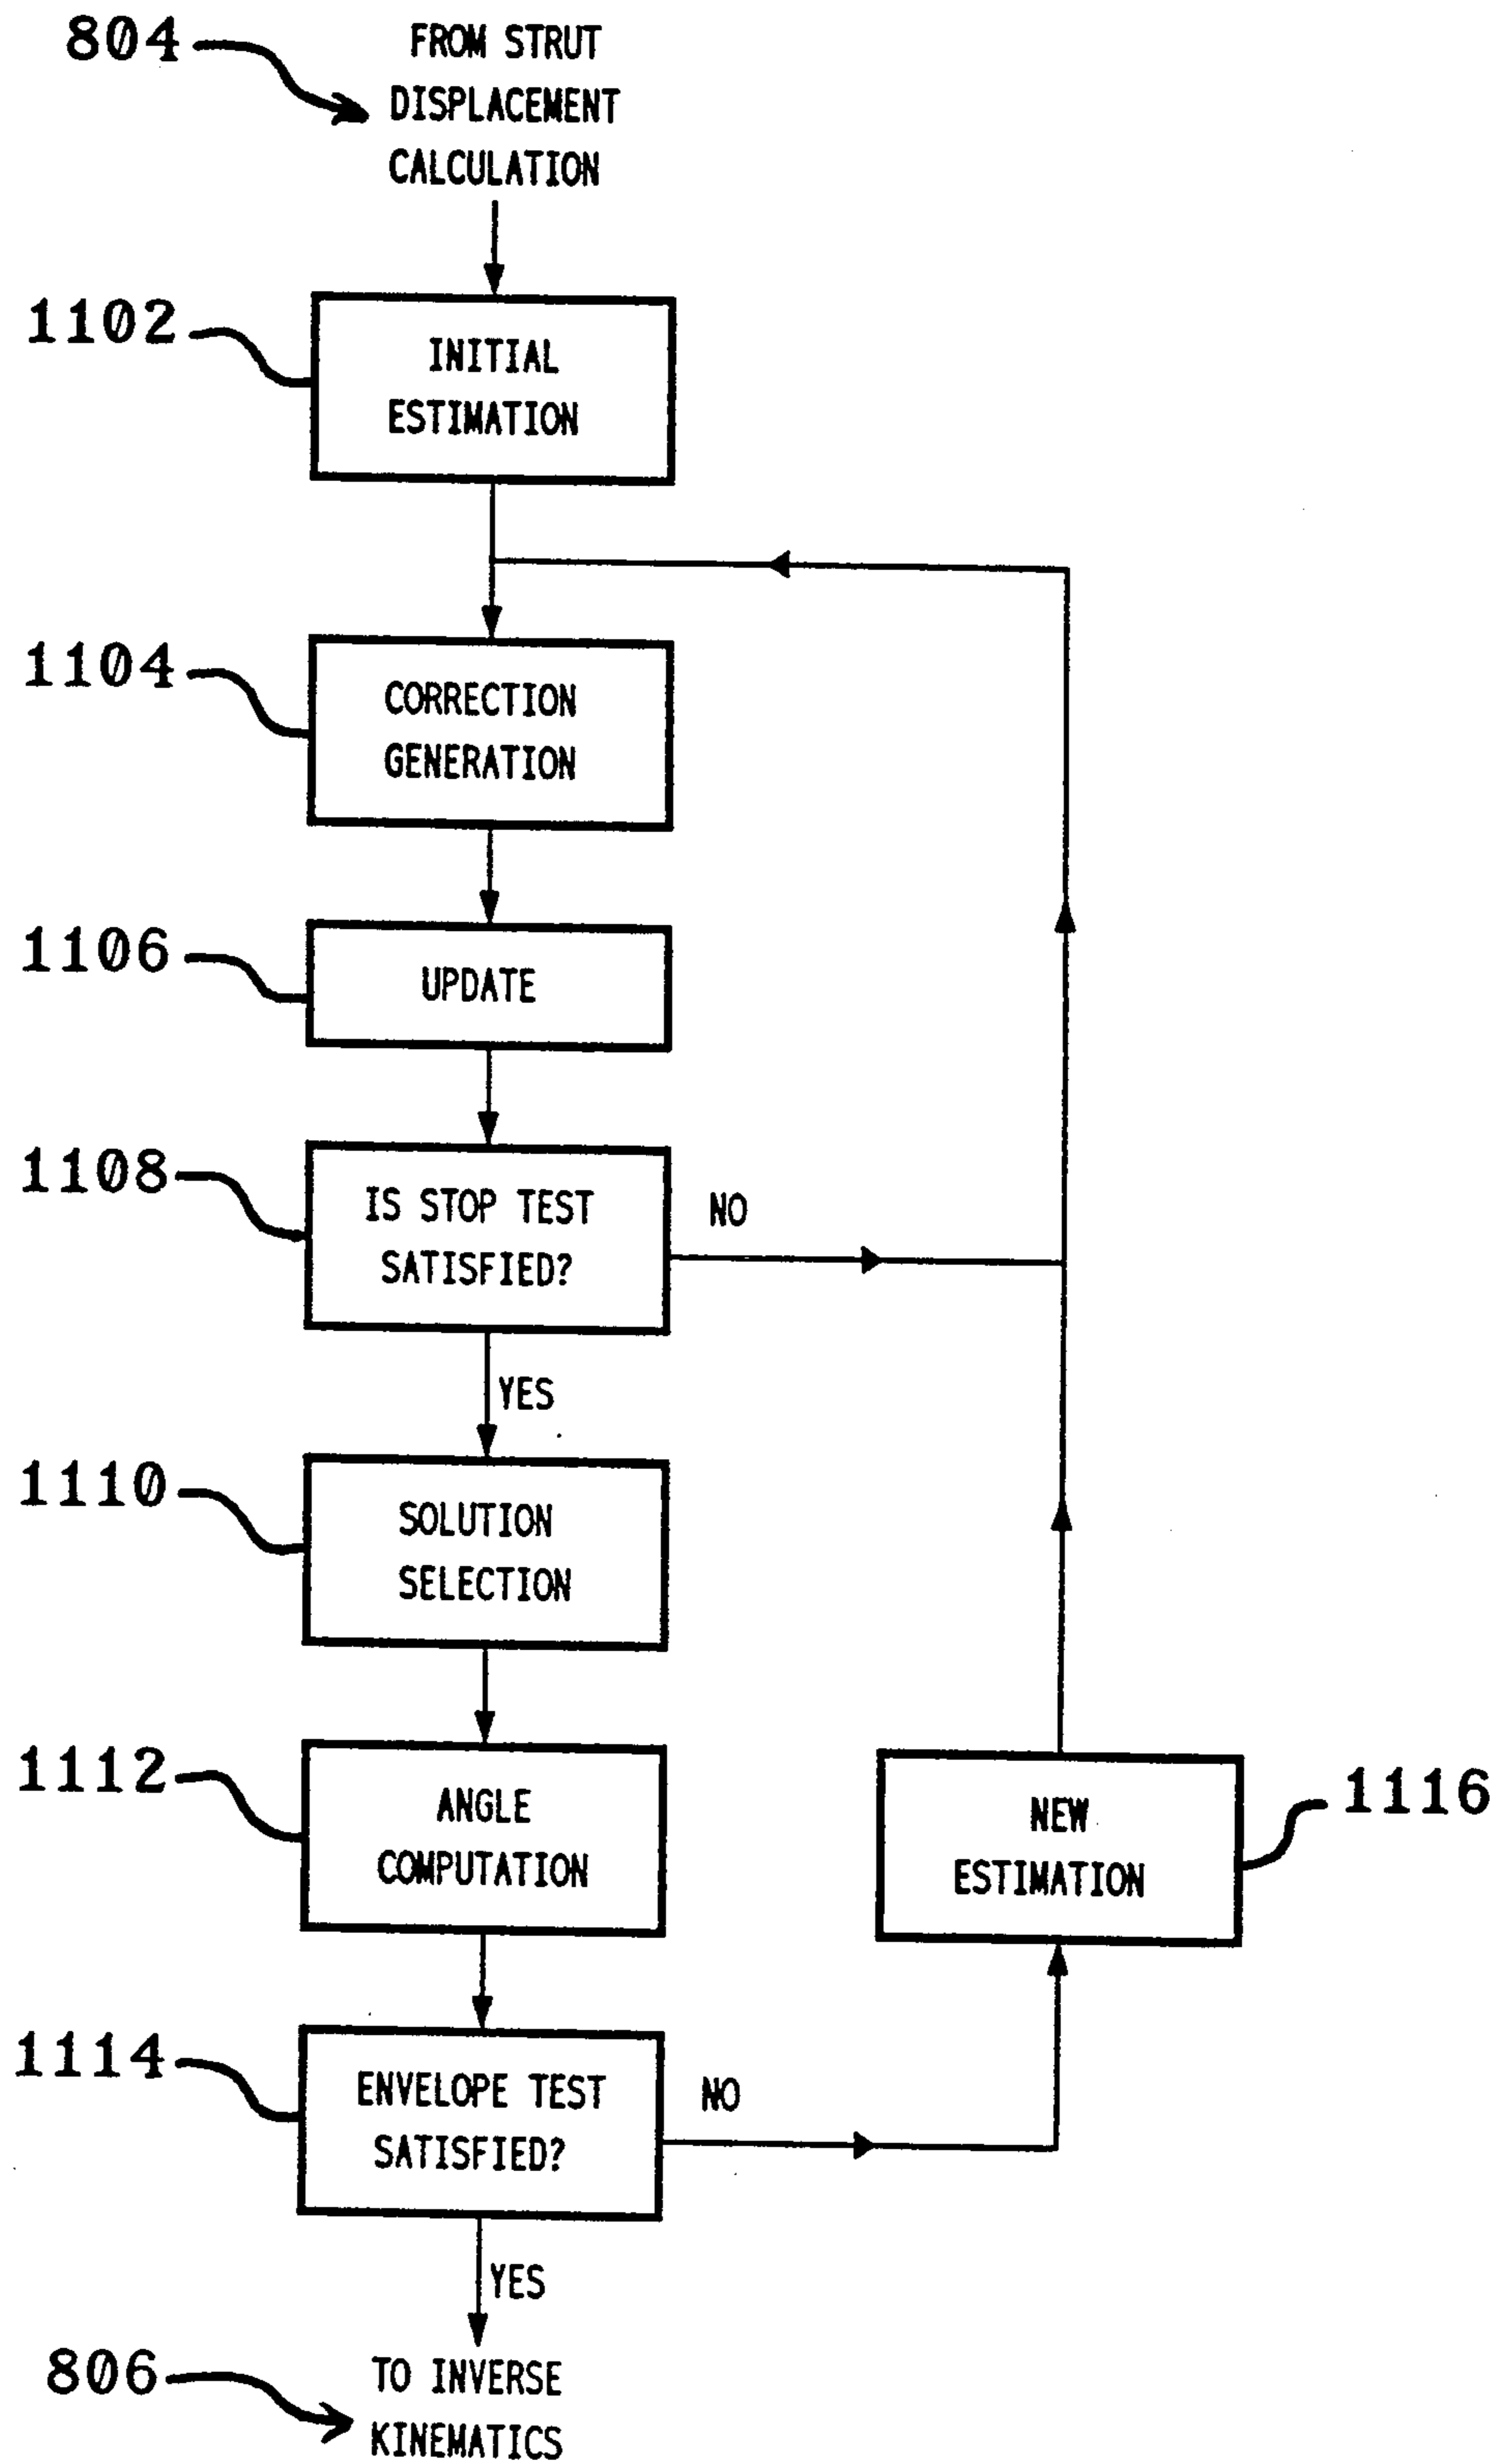 804
FROM STRUT
DISPLACEMENT
CALCULATION
1102
INITIAL
ESTIMATION
1104
CORRECTION
GENERATION
1106
UPDATE
1108
IS STOP TEST
SATISFIED?
NO
YES
1110
SOLUTION
SELECTION
1112
ANGLE
COMPUTATION
NEW
ESTIMATION
1116
1114
ENVELOPE TEST
SATISFIED?
NO
YES
806
TO INVERSE
KINEMATICS